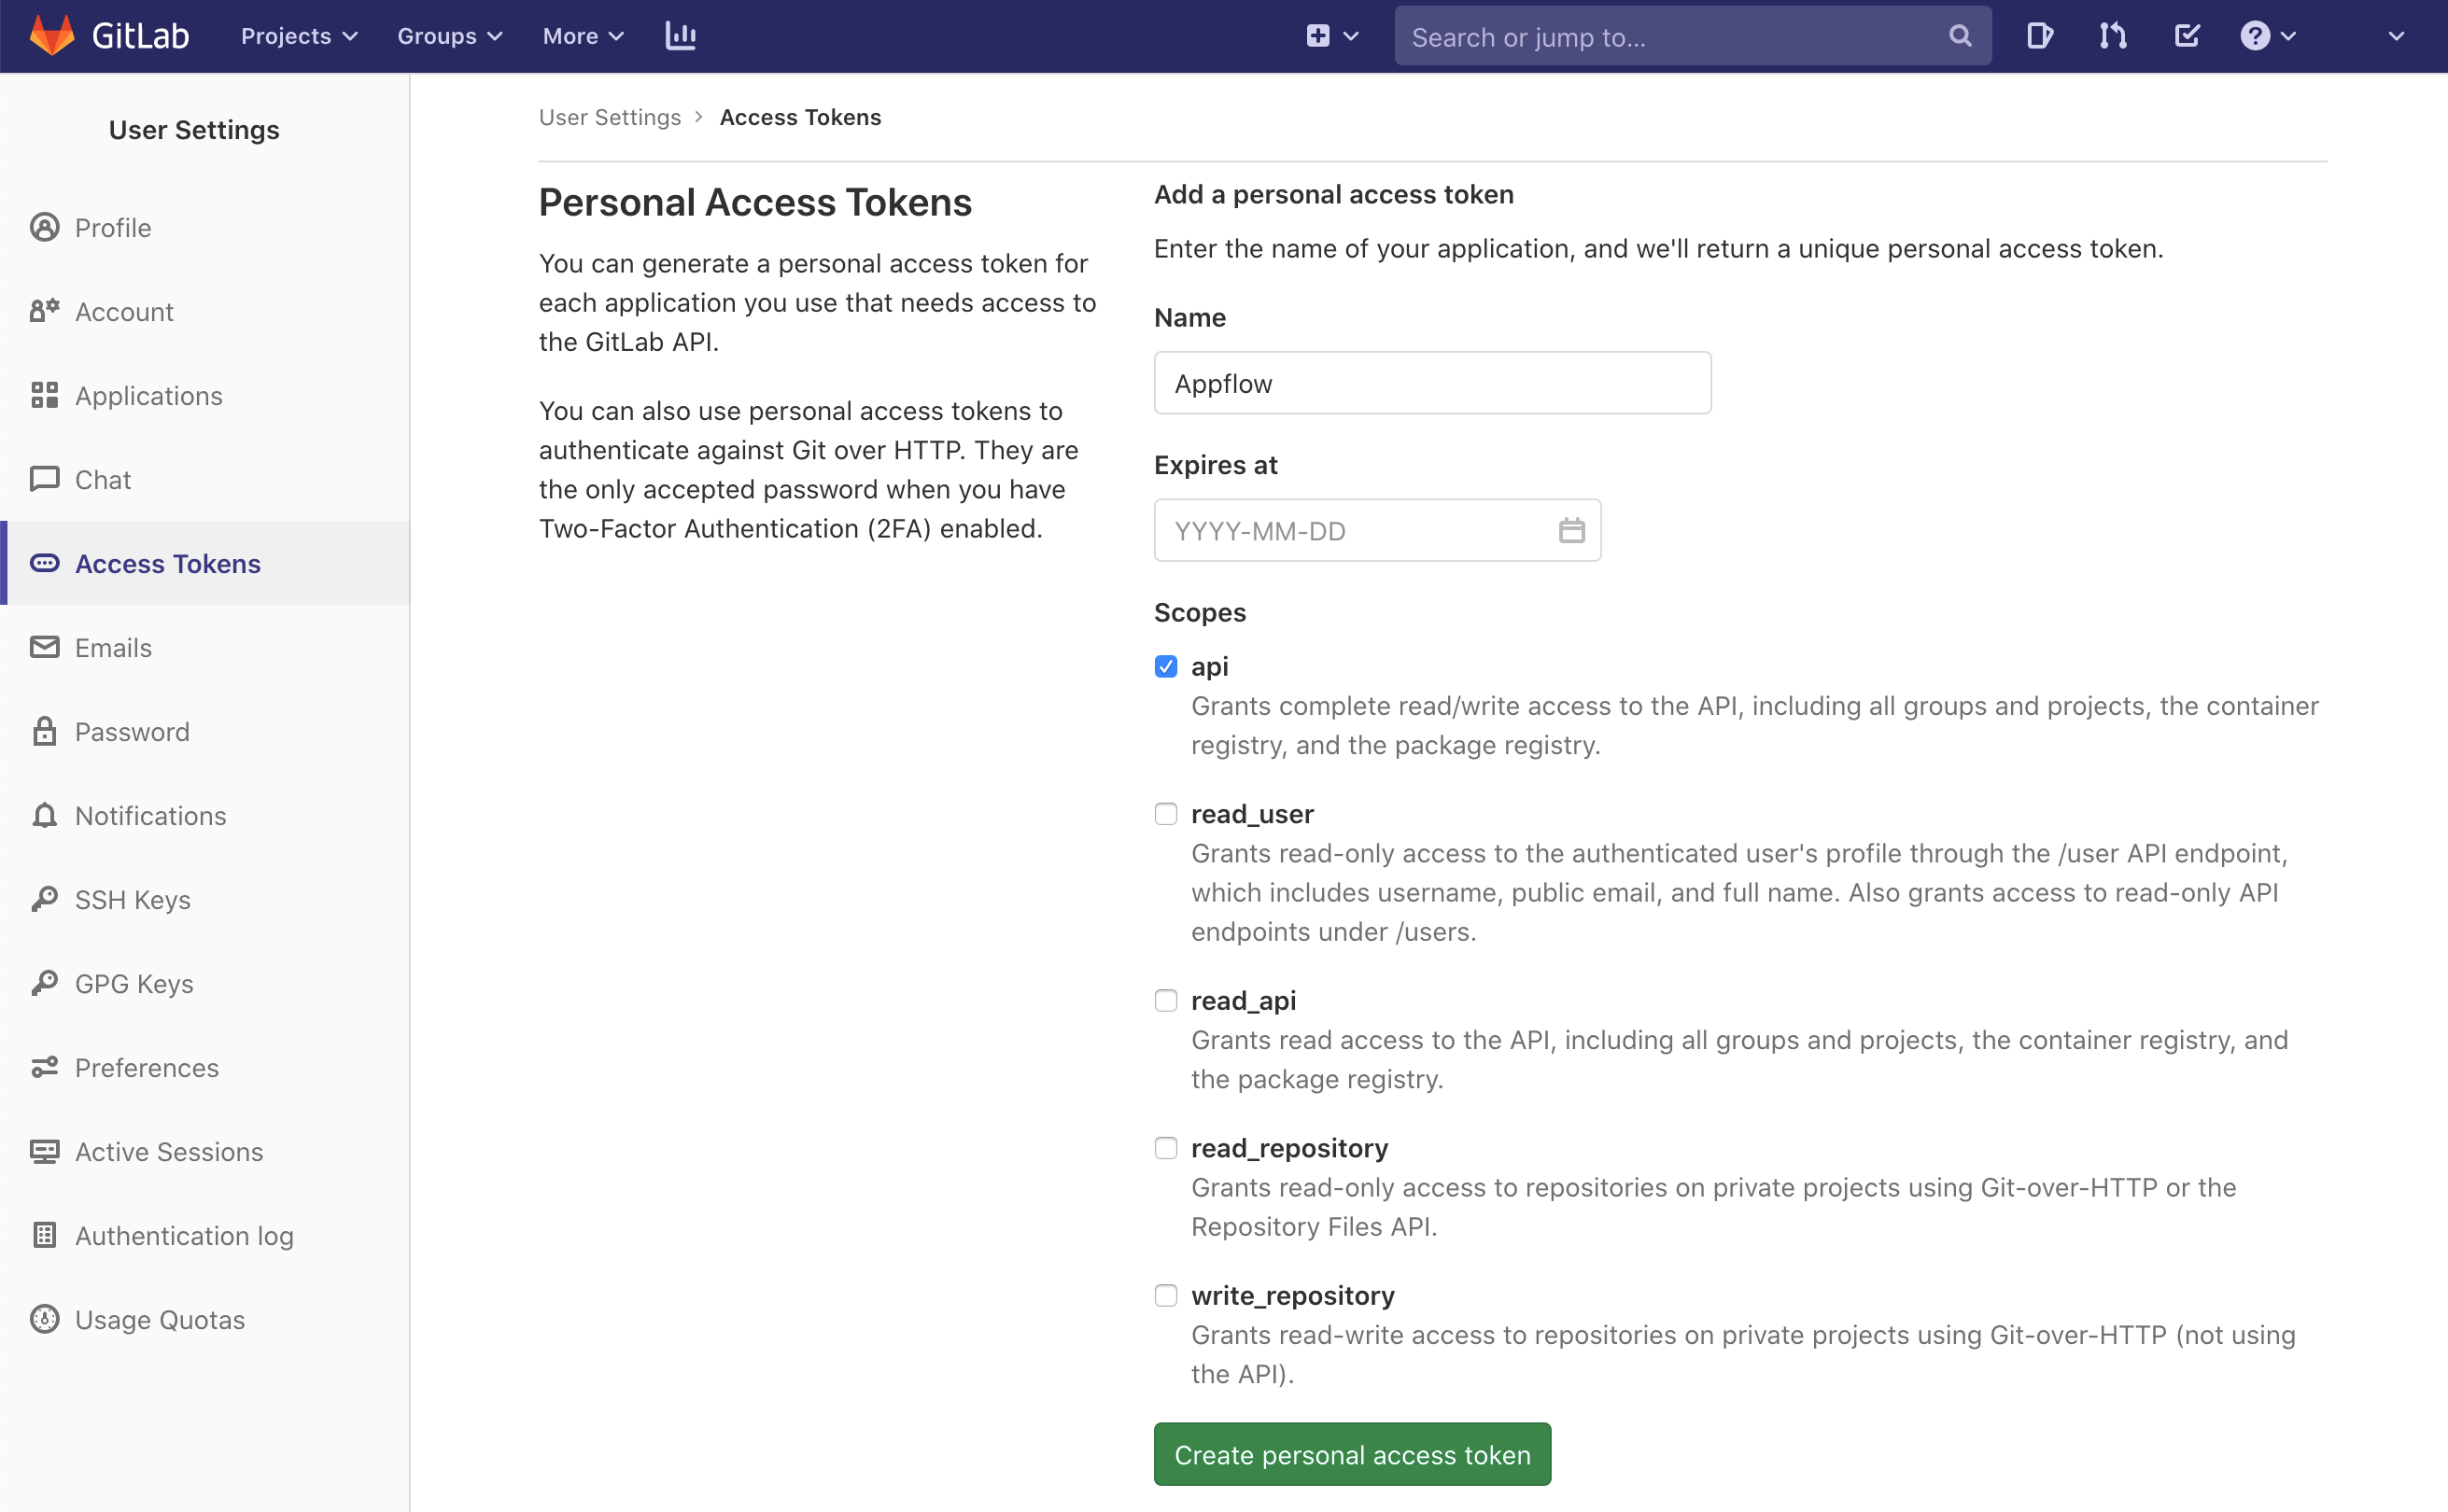 GitLab Projects Groups More Search or jump to...
User Settings
Profile
Account
Applications
Chat
Access Tokens
Emails
Password
Notifications
SSH Keys
GPG Keys
Preferences
Active Sessions
Authentication log
Usage Quotas
User Settings > Access Tokens
Personal Access Tokens
You can generate a personal access token for
each application you use that needs access to
the GitLab API.
You can also use personal access tokens to
authenticate against Git over HTTP. They are
the only accepted password when you have
Two-Factor Authentication (2FA) enabled.
Add a personal access token
Enter the name of your application, and we'll return a unique personal access token.
Name
Appflow
Expires at
YYYY-MM-DD
Scopes
api
Grants complete read/write access to the API, including all groups and projects, the container
registry, and the package registry.
read_user
Grants read-only access to the authenticated user's profile through the /user API endpoint,
which includes username, public email, and full name. Also grants access to read-only API
endpoints under /users.
read_api
Grants read access to the API, including all groups and projects, the container registry, and
the package registry.
read_repository
Grants read-only access to repositories on private projects using Git-over-HTTP or the
Repository Files API.
write_repository
Grants read-write access to repositories on private projects using Git-over-HTTP (not using
the API).
Create personal access token